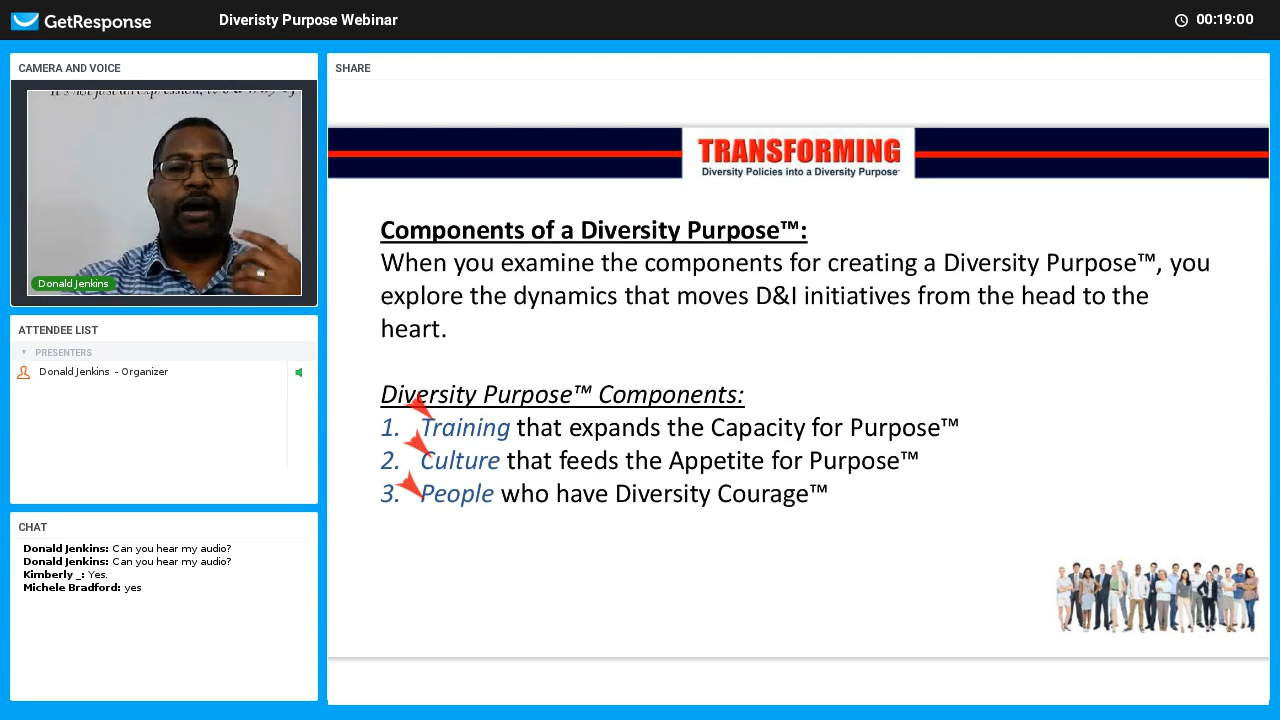 GetResponse
Diveristy Purpose Webinar
00:19:00
CAMERA AND VOICE
Donald Jenkins
ATTENDEE LIST
PRESENTERS
Donald Jenkins - Organizer
CHAT
Donald Jenkins: Can you hear my audio?
Donald Jenkins: Can you hear my audio?
Kimberly _: Yes.
Michele Bradford: yes
SHARE
TRANSFORMING
Diversity Policies into a Diversity Purpose
Components of a Diversity Purpose™:
When you examine the components for creating a Diversity Purpose™, you
explore the dynamics that moves D&I initiatives from the head to the
heart.
Diversity Purpose™ Components:
1. Training that expands the Capacity for Purpose™
2. Culture that feeds the Appetite for Purpose™
3. People who have Diversity Courage™